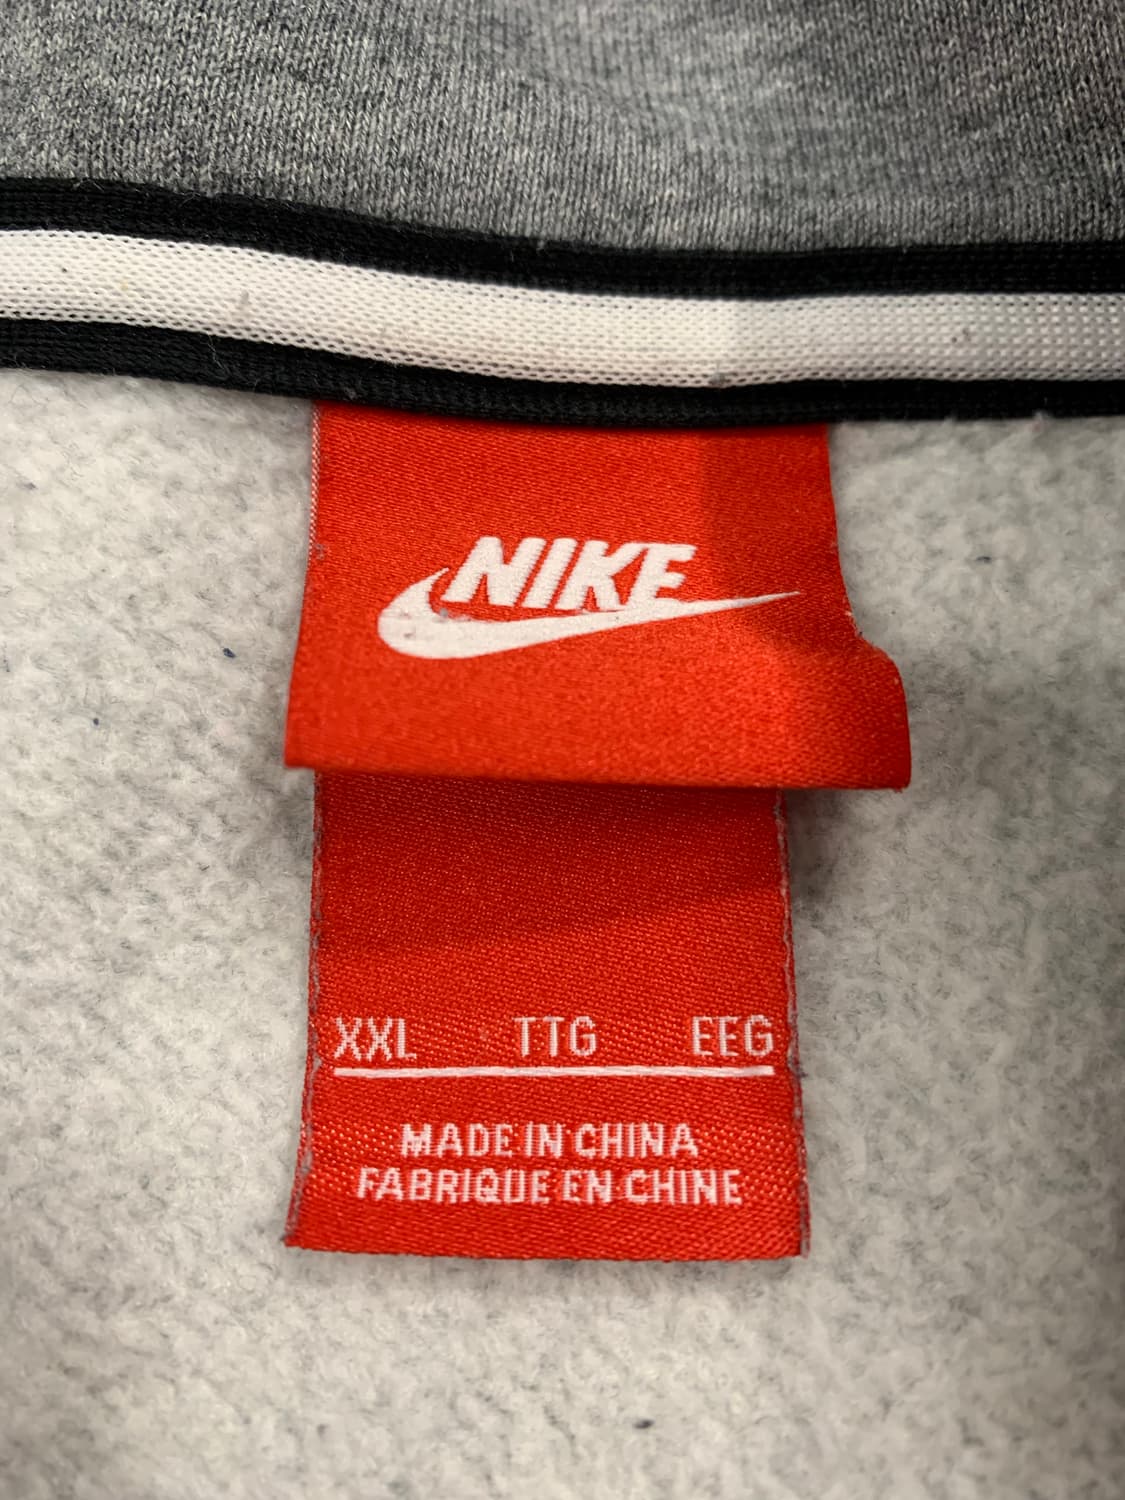 NIKE
XXL TTG EEG
MADE IN CHINA
FABRIQUE EN CHINE